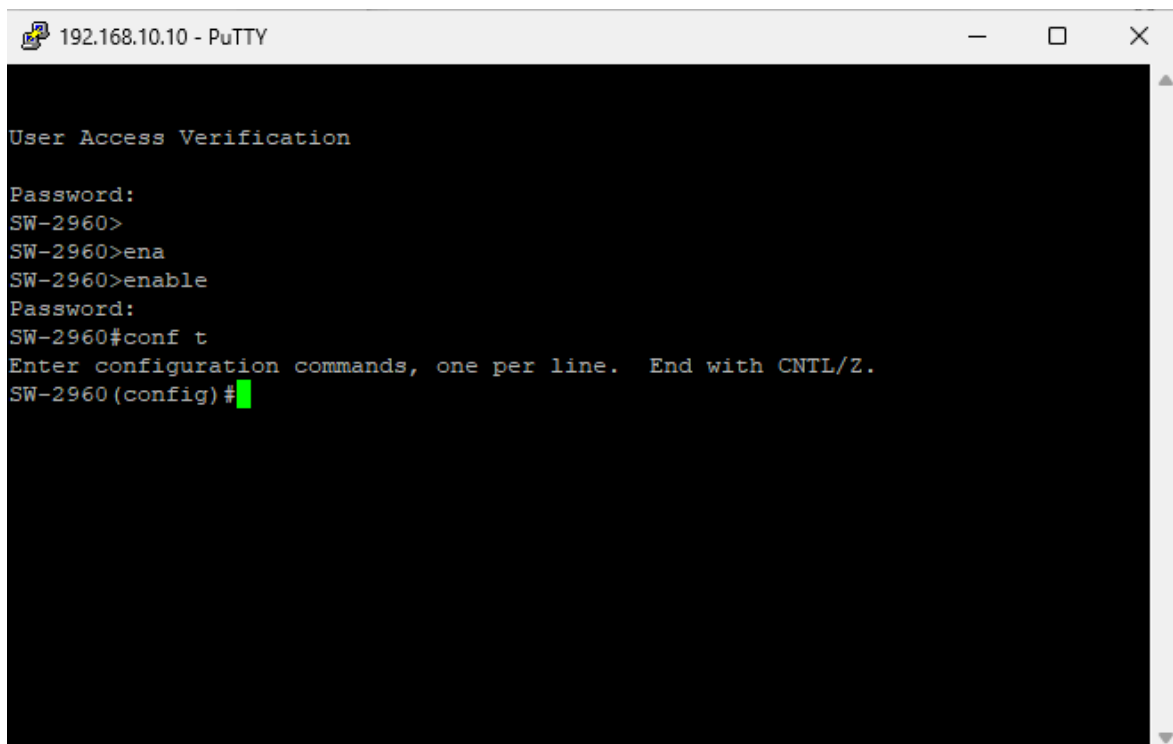 192.168.10.10 - PuTTY
User Access Verification
Password:
SW-2960>
SW-2960>ena
SW-2960>enable
Password:
SW-2960#conf t
Enter configuration commands, one per line.  End with CNTL/Z.
SW-2960(config)#